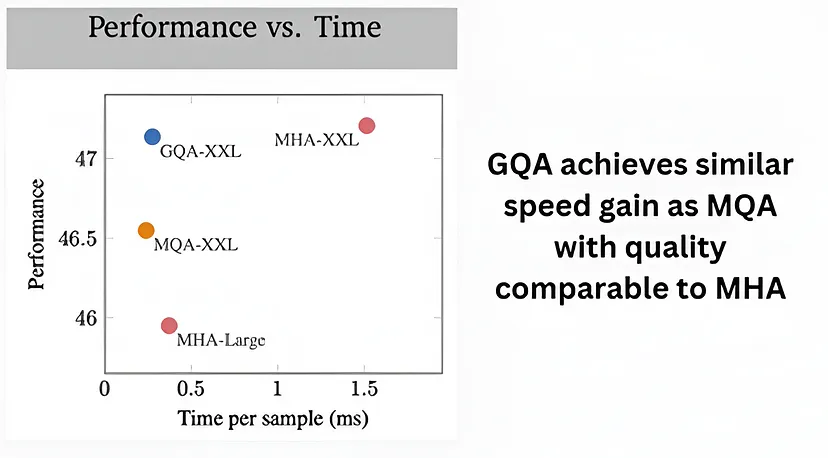 Performance vs. Time
GQA-XXL
MHA-XXL
47
MQA-XXL
46.5
MHA-Large
46
Performance
0
0.5
1
1.5
Time per sample (ms)
GQA achieves similar
speed gain as MQA
with quality
comparable to MHA